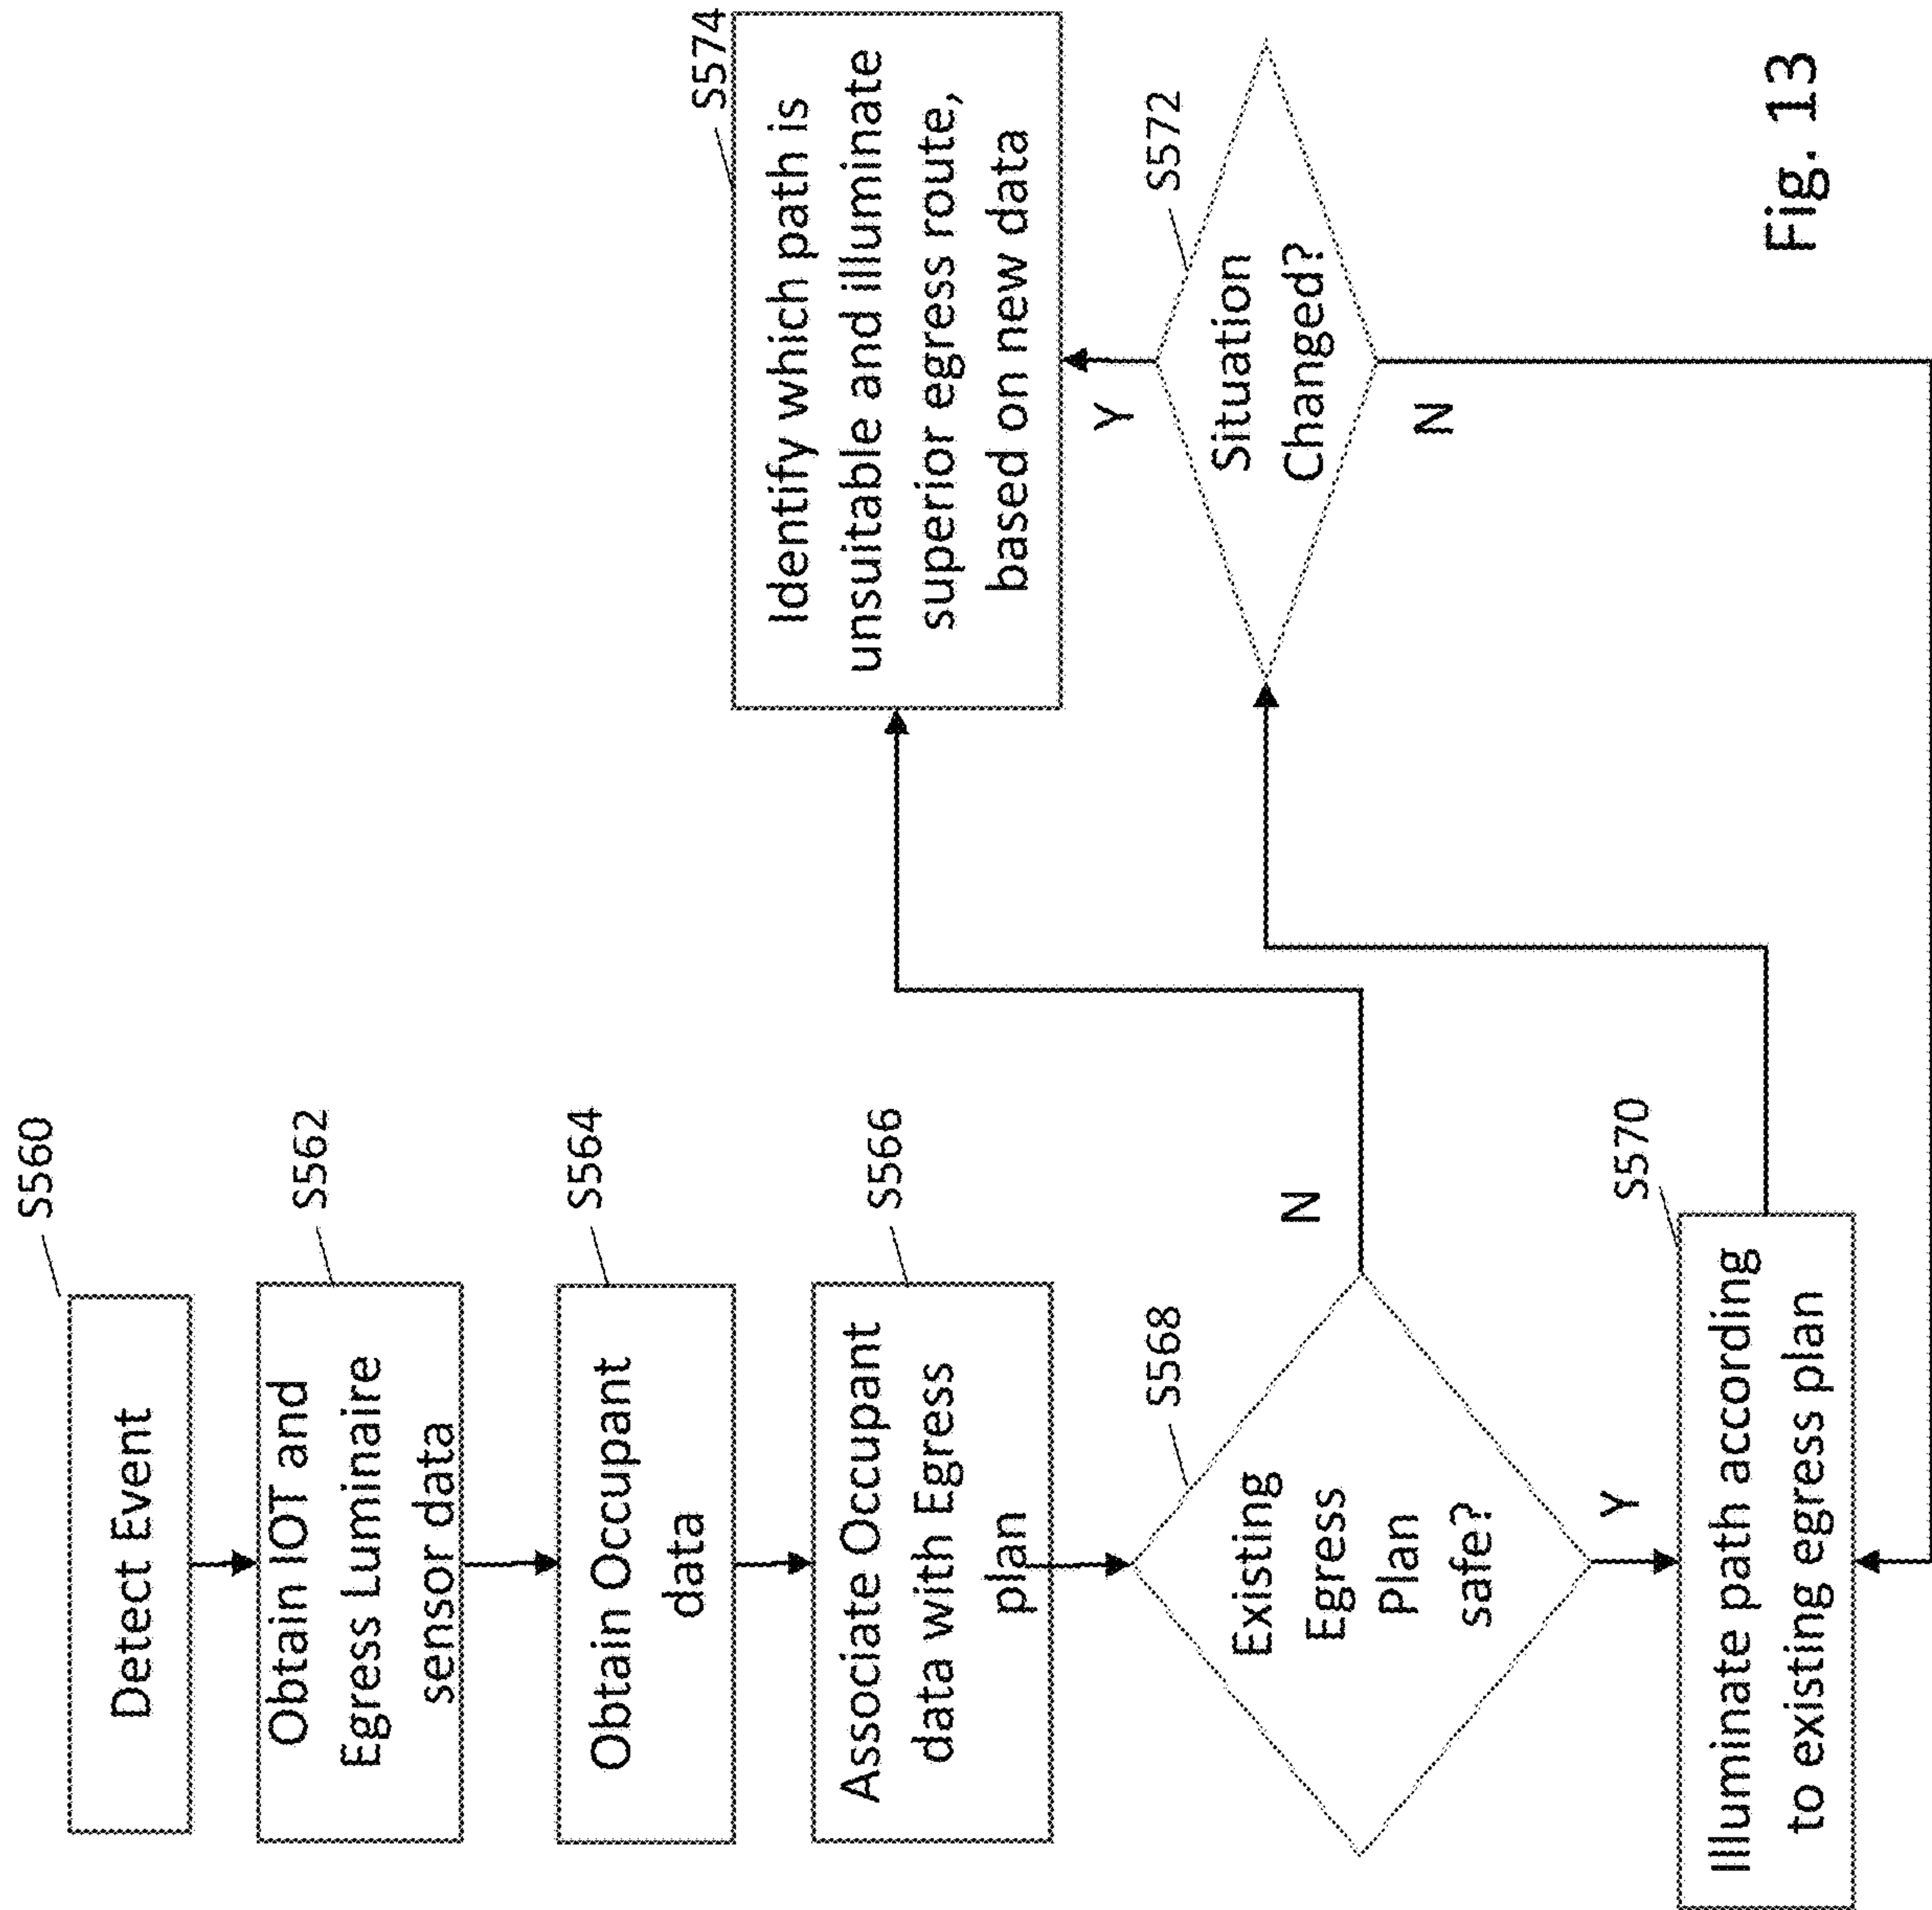 S560
Detect Event
S562
Obtain IOT and
Egress Luminaire
sensor data
S564
Obtain Occupant
data
S566
Associate Occupant
data with Egress
plan
S568
Existing
Egress
Plan
safe?
N
Y
S570
Illuminate path according
to existing egress plan
S574
Identify which path is
unsuitable and illuminate
superior egress route,
based on new data
Y
S572
Situation
Changed?
N
Fig. 13